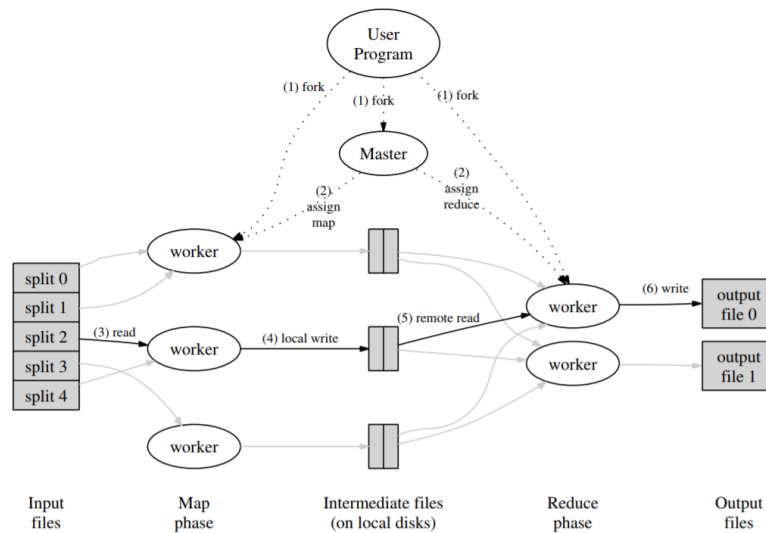 User
Program
(1) fork
(1) fork
(1) fork
Master
(2)
assign
map
(2)
assign
reduce
worker
split 0
split 1
split 2
split 3
split 4
(3) read
worker
(4) local write
(5) remote read
worker
(6) write
output
file 0
worker
output
file 1
worker
Input
files
Map
phase
Intermediate files
(on local disks)
Reduce
phase
Output
files